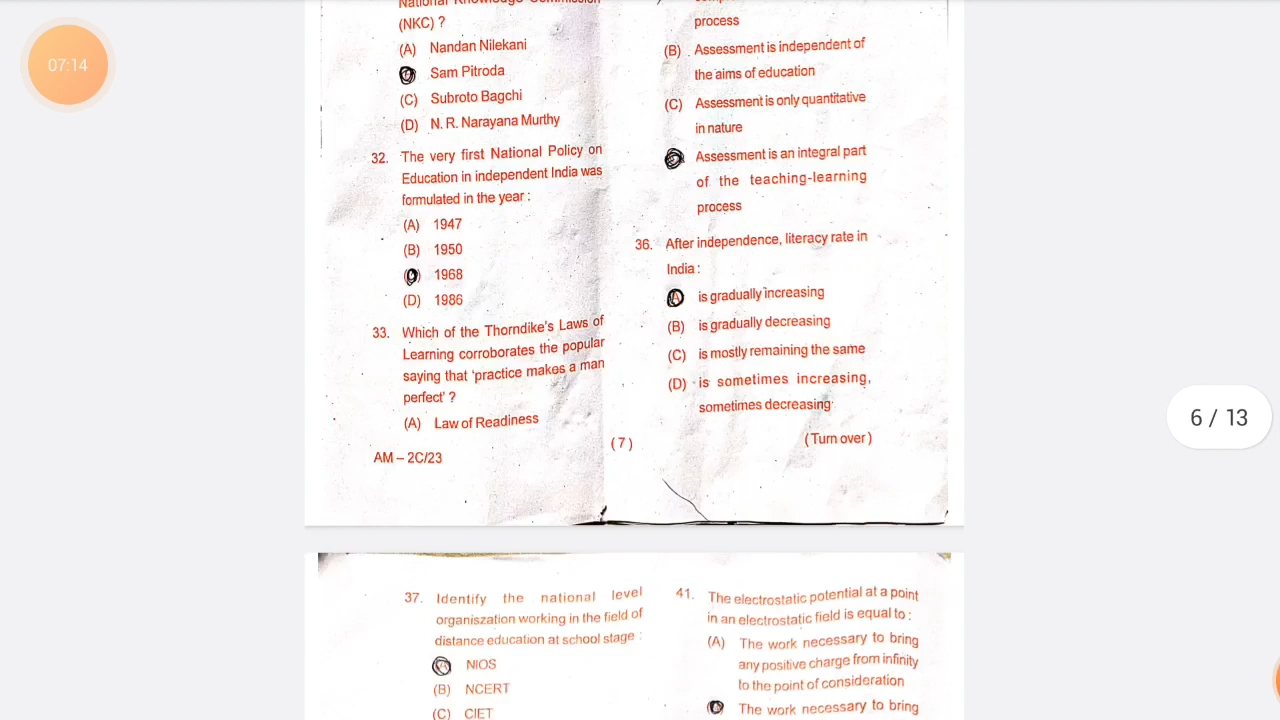 07:14
National Knowledge Commission
(NKC) ?
(A) Nandan Nilekani
Sam Pitroda
(C) Subroto Bagchi
(D) N. R. Narayana Murthy
32. The very first National Policy on
Education in independent India was
formulated in the year :
(A) 1947
(B) 1950
1968
(D) 1986
33. Which of the Thorndike's Laws of
Learning corroborates the popular
saying that 'practice makes a man
perfect' ?
(A) Law of Readiness
AM – 2C/23
process
(B) Assessment is independent of
the aims of education
(C) Assessment is only quantitative
in nature
Assessment is an integral part
of the teaching-learning
process
36. After independence, literacy rate in
India :
(A) is gradually increasing
(B) is gradually decreasing
(C) is mostly remaining the same
(D) is sometimes increasing,
sometimes decreasing
( 7 )
( Turn over )
6 / 13
37. Identify the national level
organiszation working in the field of
distance education at school stage :
(A) NIOS
(B) NCERT
(C) CIET
41. The electrostatic potential at a point
in an electrostatic field is equal to :
(A) The work necessary to bring
any positive charge from infinity
to the point of consideration
The work necessary to bring